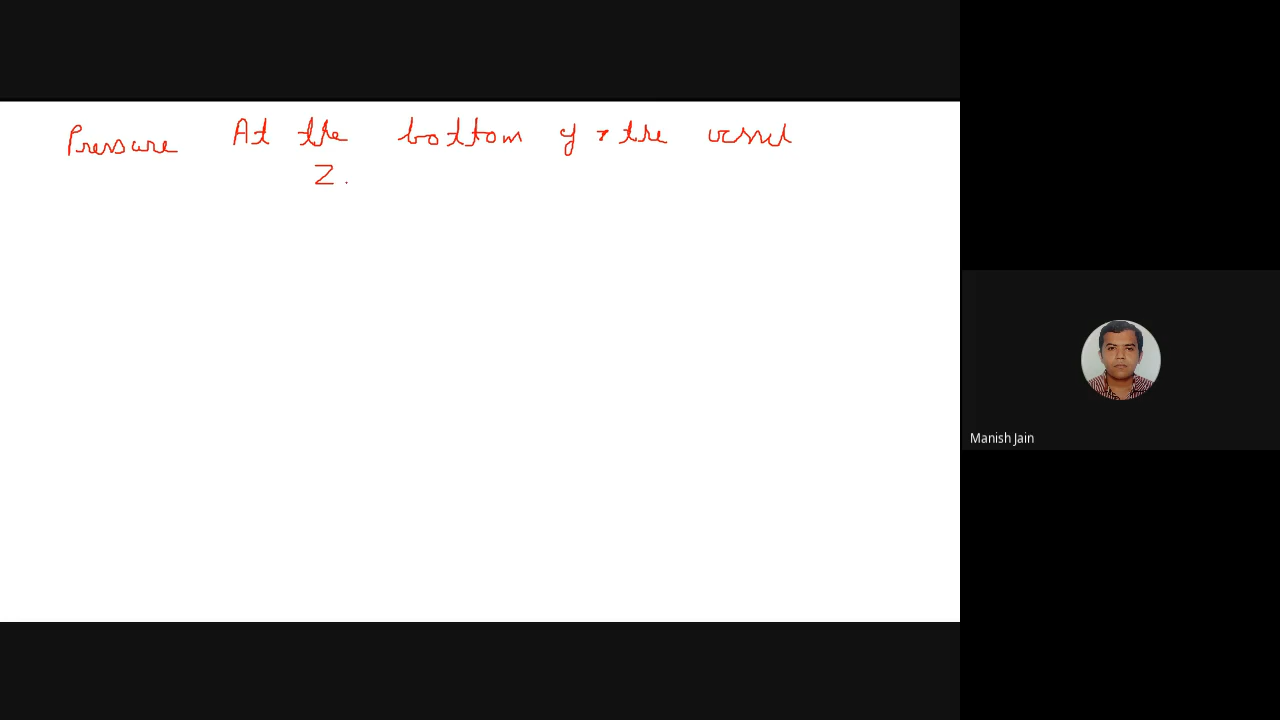 Pressure At the bottom of the vessel
Z.
Manish Jain